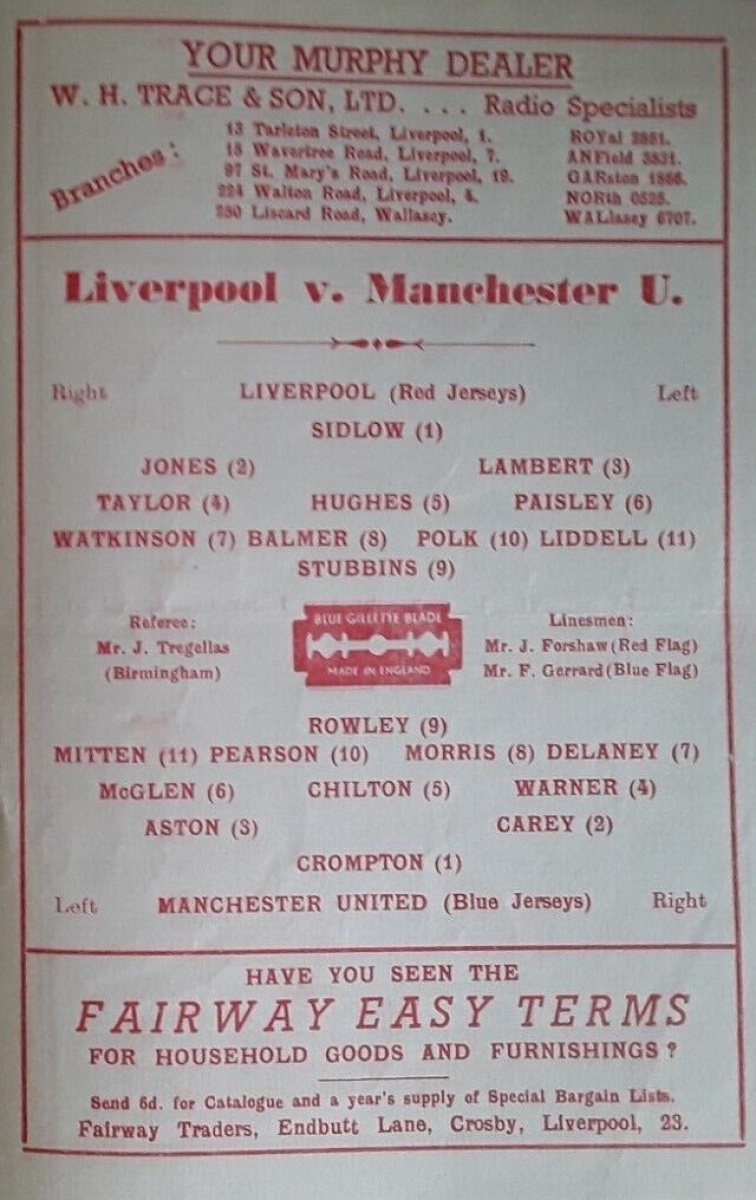 YOUR MURPHY DEALER
W. H. TRACE & SON, LTD. . . . Radio Specialists
Branches:
13 Tarleton Street, Liverpool, 1. ROYal 2881.
15 Wavertree Road, Liverpool, 7. ANField 3831.
97 St. Mary's Road, Liverpool, 19. GARston 1866.
224 Walton Road, Liverpool, 4. NORth 0525.
250 Liscard Road, Wallasey. WALlasey 6707.
Liverpool v. Manchester U.
Right LIVERPOOL (Red Jerseys) Left
SIDLOW (1)
JONES (2) LAMBERT (3)
TAYLOR (4) HUGHES (5) PAISLEY (6)
WATKINSON (7) BALMER (8) POLK (10) LIDDELL (11)
STUBBINS (9)
Referee:
Mr. J. Tregellas
(Birmingham)
BLUE GILLETTE BLADE
MADE IN ENGLAND
Linesmen:
Mr. J. Forshaw (Red Flag)
Mr. F. Gerrard (Blue Flag)
ROWLEY (9)
MITTEN (11) PEARSON (10) MORRIS (8) DELANEY (7)
McGLEN (6) CHILTON (5) WARNER (4)
ASTON (3) CAREY (2)
CROMPTON (1)
Left MANCHESTER UNITED (Blue Jerseys) Right
HAVE YOU SEEN THE
FAIRWAY EASY TERMS
FOR HOUSEHOLD GOODS AND FURNISHINGS?
Send 6d. for Catalogue and a year's supply of Special Bargain Lists.
Fairway Traders, Endbutt Lane, Crosby, Liverpool, 23.